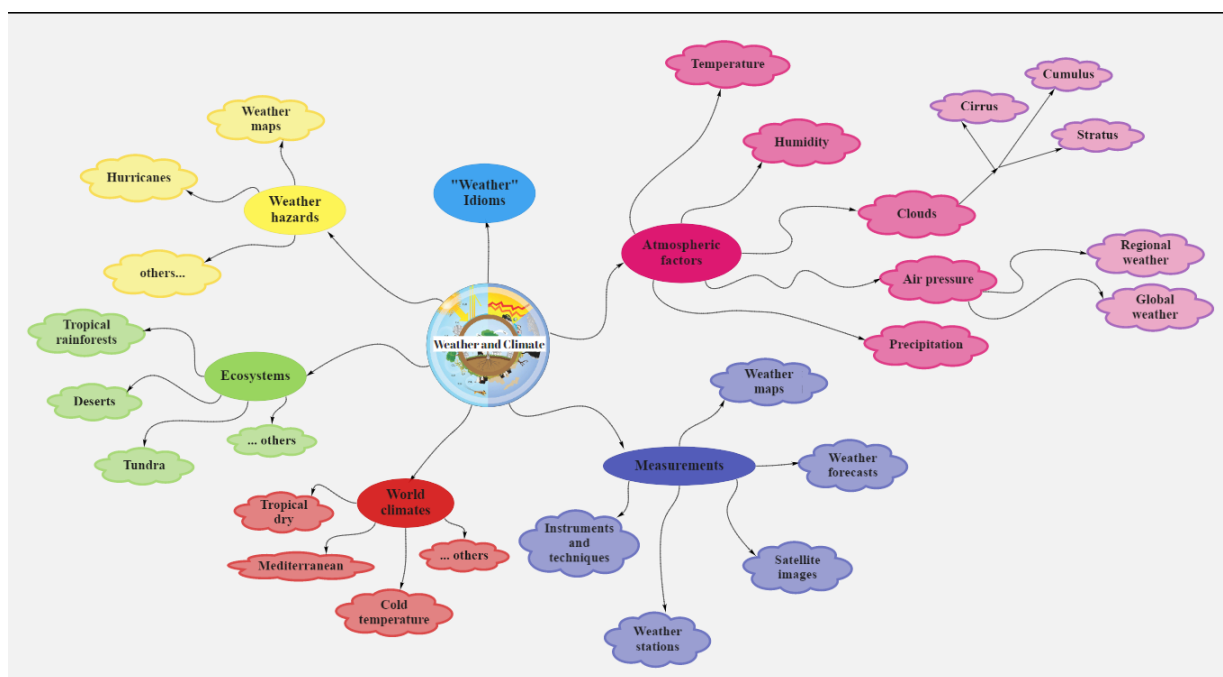 Temperature
Cumulus
Cirrus
Stratus
Humidity
Weather
maps
Hurricanes
Weather
hazards
others...
"Weather"
Idioms
Clouds
Atmospheric
factors
Regional
weather
Air pressure
Global
weather
Precipitation
Weather and Climate
Tropical
rainforests
Ecosystems
Deserts
Tundra
... others
Weather
maps
Measurements
Weather
forecasts
World
climates
Tropical
dry
Mediterranean
... others
Cold
temperature
Instruments
and
techniques
Satellite
images
Weather
stations